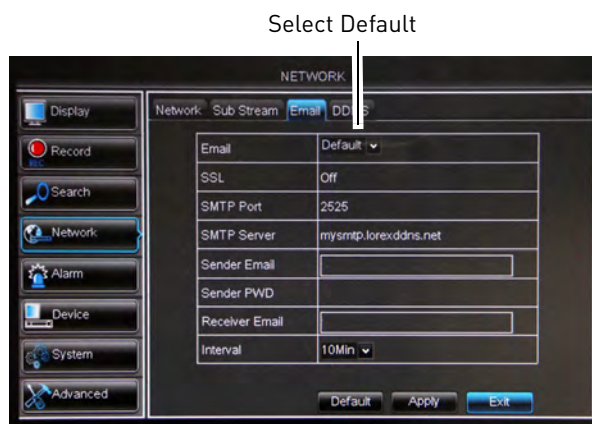 Select Default
NETWORK
Display
Record
REC
Search
Network
Alarm
Device
System
Advanced
Network Sub Stream Email DDNS
Email Default
SSL Off
SMTP Port 2525
SMTP Server mysmtp.lorexddns.net
Sender Email
Sender PWD
Receiver Email
Interval 10Min
Default Apply Exit